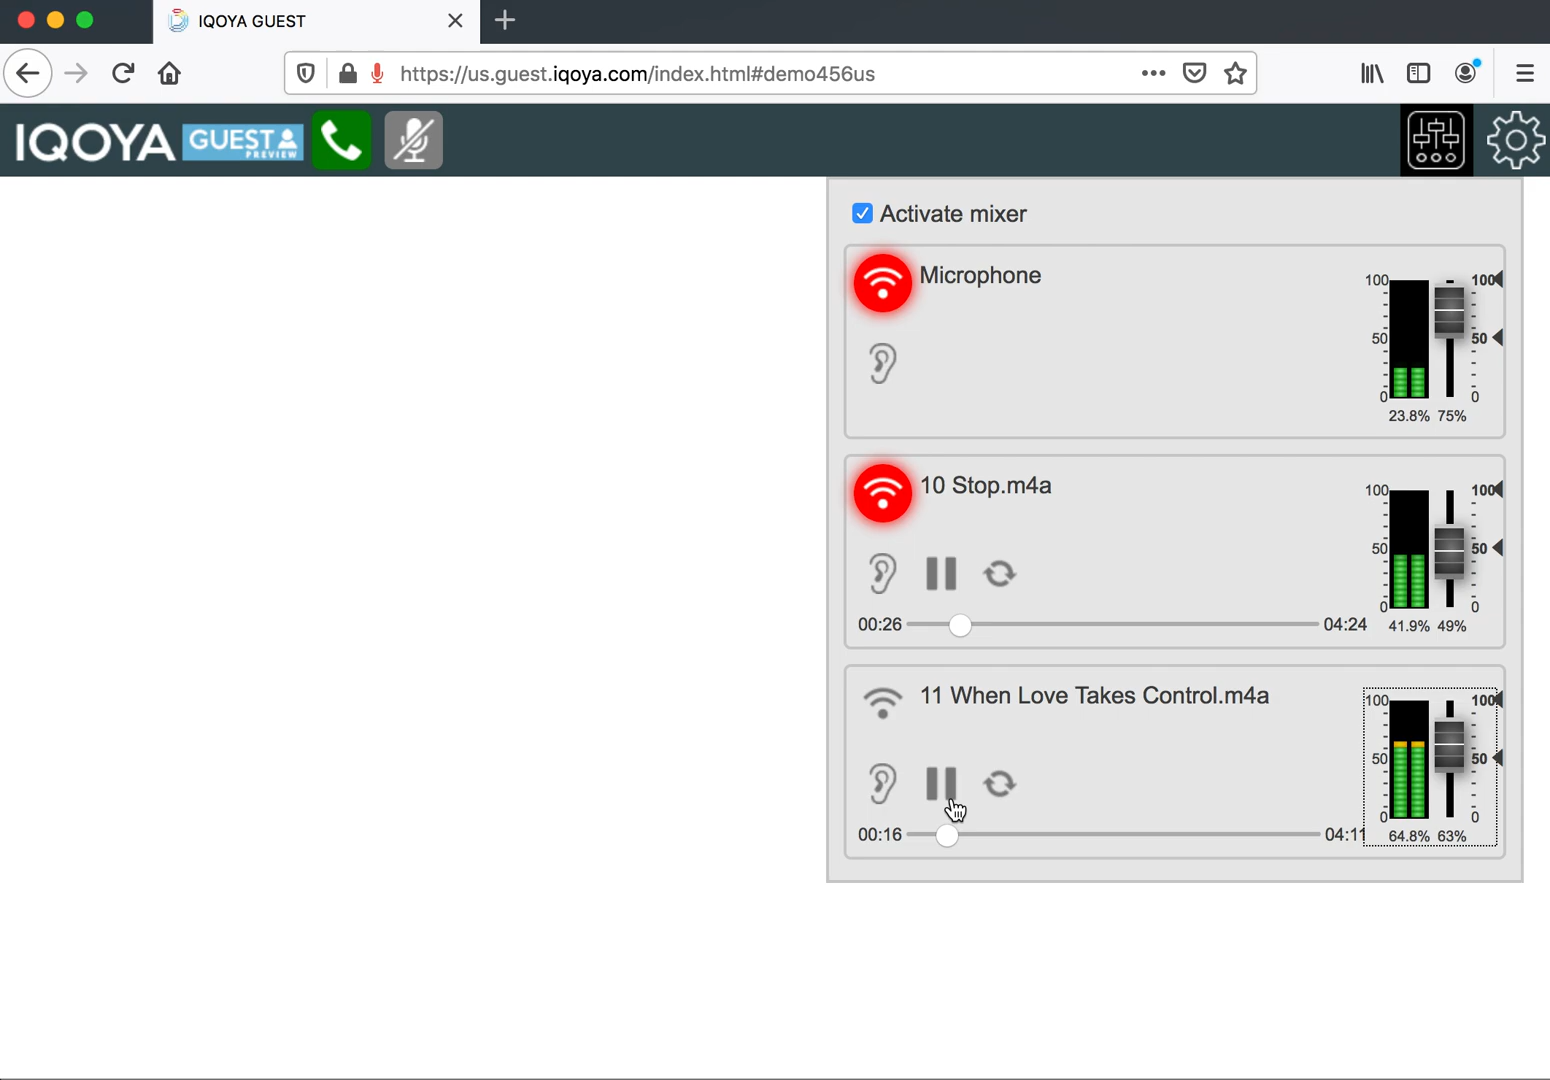 IQOYA GUEST
https://us.guest.iqoya.com/index.html#demo456us
IQOYA GUEST PREVIEW
Activate mixer
Microphone
100 100
50 50
0 0
23.8% 75%
10 Stop.m4a
100 100
50 50
0 0
00:26 04:24 41.9% 49%
11 When Love Takes Control.m4a
100 100
50 50
0 0
00:16 04:11 64.8% 63%